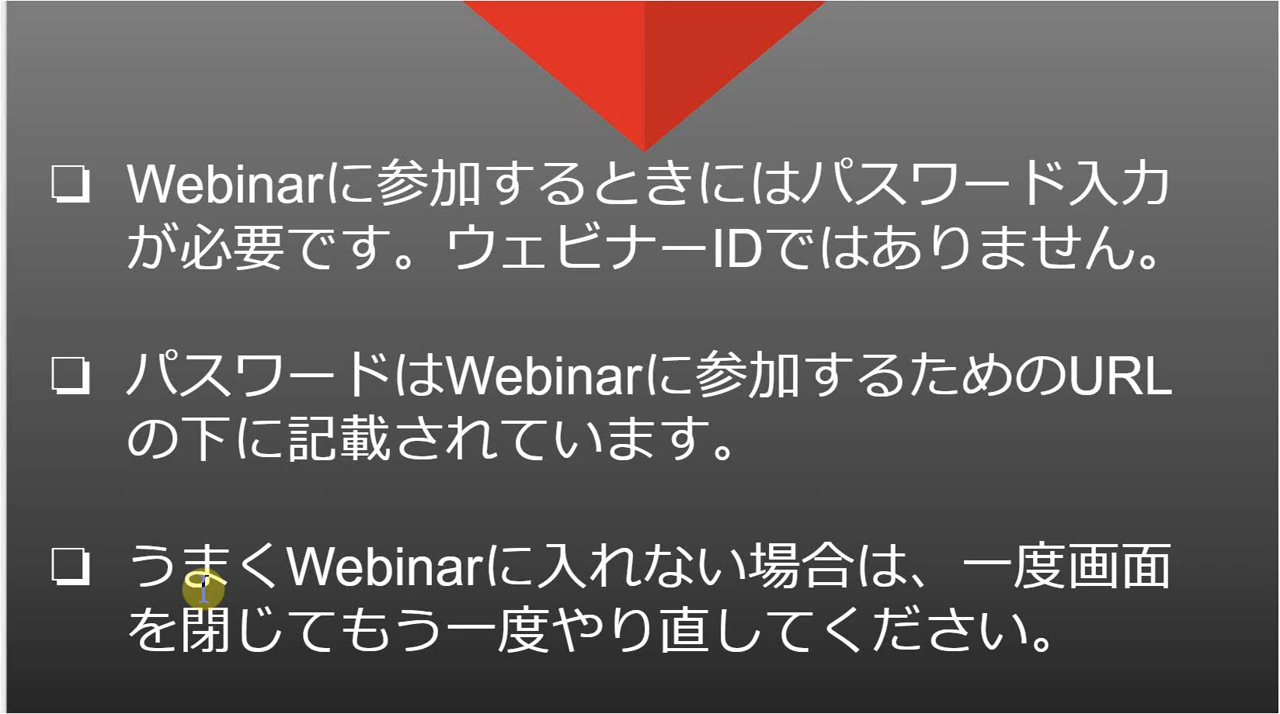 ❏ Webinarに参加するときにはパスワード入力
が必要です。ウェビナーIDではありません。
❏ パスワードはWebinarに参加するためのURL
の下に記載されています。
❏ うまくWebinarに入れない場合は、一度画面
を閉じてもう一度やり直してください。